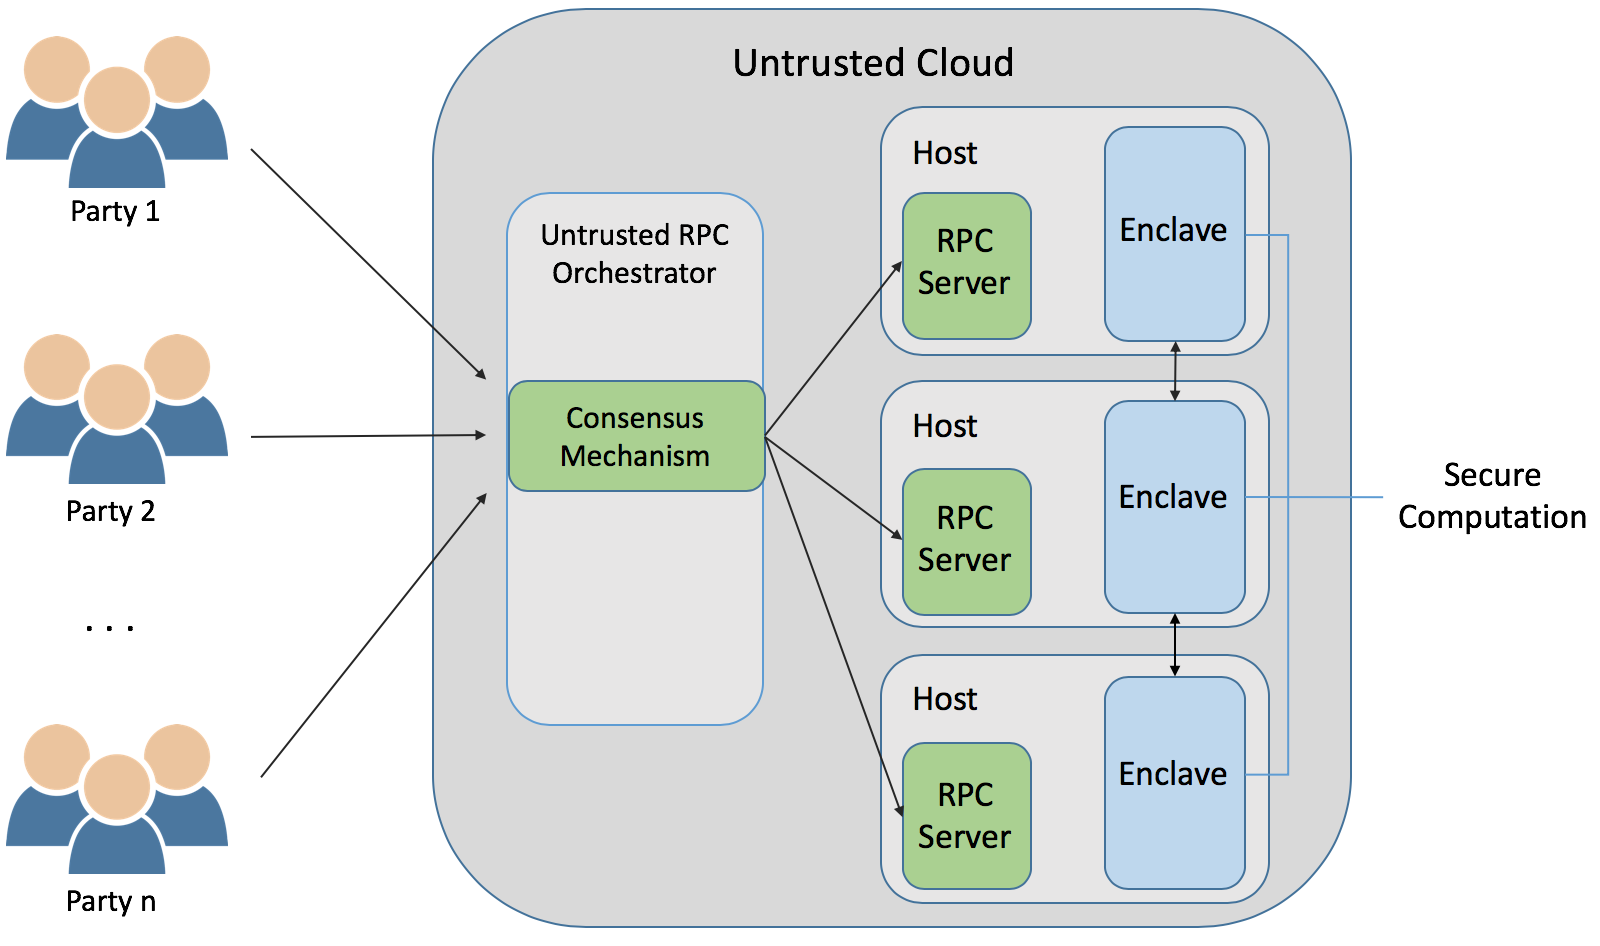 Untrusted Cloud
Party 1
Party 2
. . .
Party n
Untrusted RPC
Orchestrator
Consensus
Mechanism
Host
RPC
Server
Enclave
Host
RPC
Server
Enclave
Host
RPC
Server
Enclave
Secure
Computation